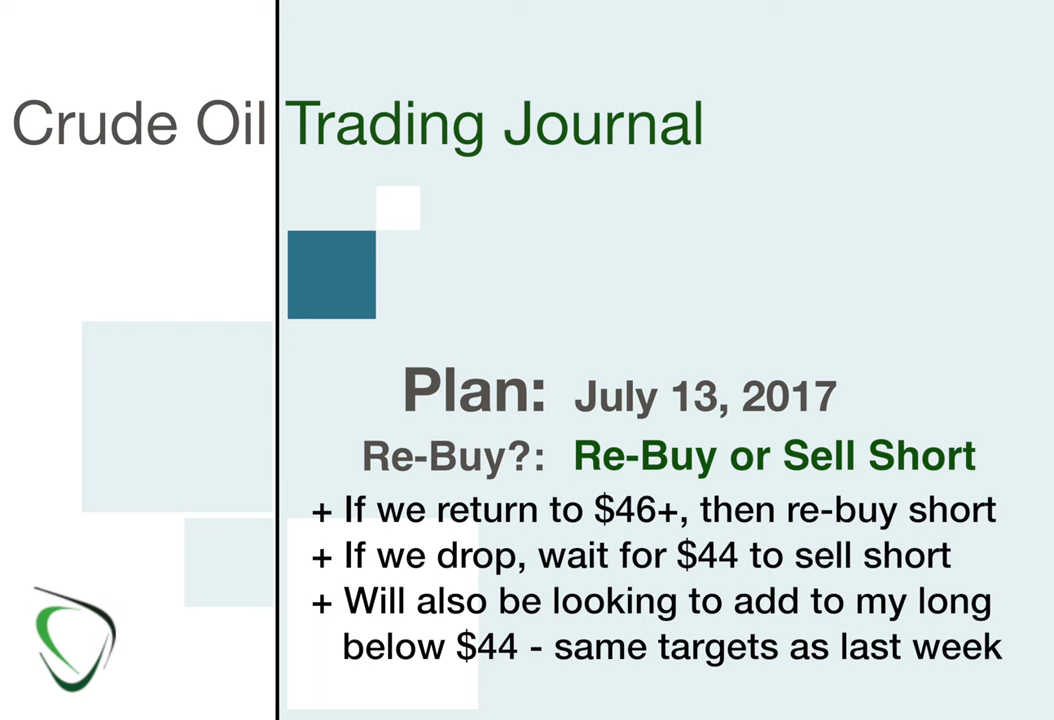 Crude Oil Trading Journal
Plan: July 13, 2017
Re-Buy?: Re-Buy or Sell Short
+ If we return to $46+, then re-buy short
+ If we drop, wait for $44 to sell short
+ Will also be looking to add to my long
below $44 - same targets as last week